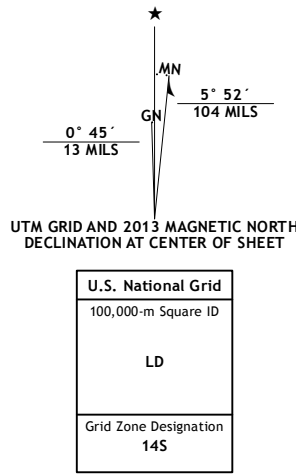 MN
GN
5° 52´
104 MILS
0° 45´
13 MILS
UTM GRID AND 2013 MAGNETIC NORTH
DECLINATION AT CENTER OF SHEET
U.S. National Grid
100,000-m Square ID
LD
Grid Zone Designation
14S